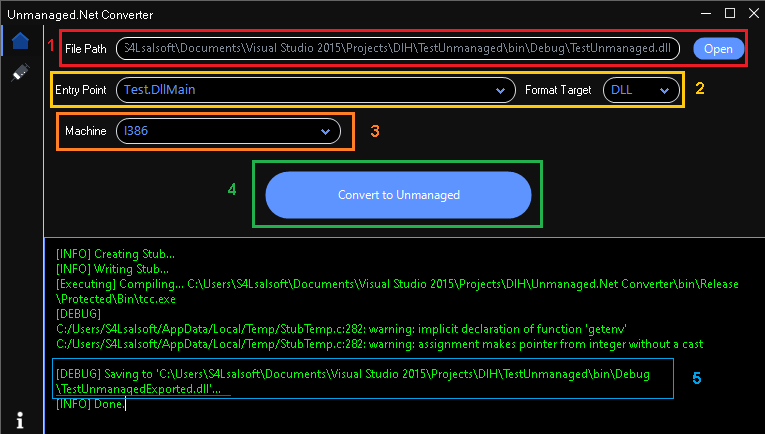 Unmanaged.Net Converter
1
File Path
S4Lsalsoft\Documents\Visual Studio 2015\Projects\DIH\TestUnmanaged\bin\Debug\TestUnmanaged.dll
Open
Entry Point
Test.DllMain
Format Target
DLL
2
Machine
I386
3
4
Convert to Unmanaged
[INFO] Creating Stub...
[INFO] Writing Stub...
[Executing] Compiling... C:\Users\S4Lsalsoft\Documents\Visual Studio 2015\Projects\DIH\Unmanaged.Net Converter\bin\Release
\Protected\Bin\tcc.exe
[DEBUG]
C:/Users/S4Lsalsoft/AppData/Local/Temp/StubTemp.c:282: warning: implicit declaration of function 'getenv'
C:/Users/S4Lsalsoft/AppData/Local/Temp/StubTemp.c:282: warning: assignment makes pointer from integer without a cast
[DEBUG] Saving to 'C:\Users\S4Lsalsoft\Documents\Visual Studio 2015\Projects\DIH\TestUnmanaged\bin\Debug
\TestUnmanagedExported.dll'...
5
[INFO] Done.